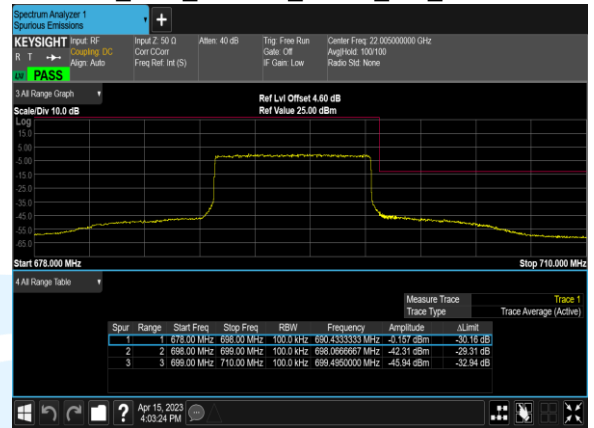 Spectrum Analyzer 1
Spurious Emissions
KEYSIGHT Input: RF Input Z: 50 Ω Atten: 40 dB Trig: Free Run Center Freq: 22.005000000 GHz
R T Coupling: DC Corr CCorr Gate: Off Avg|Hold: 100/100
Align: Auto Freq Ref: Int (S) IF Gain: Low Radio Std: None
PASS
3 All Range Graph
Ref Lvl Offset 4.60 dB
Scale/Div 10.0 dB Ref Value 25.00 dBm
Log
15.0
5.00
-5.00
-15.0
-25.0
-35.0
-45.0
-55.0
-65.0
Start 678.000 MHz Stop 710.000 MHz
4 All Range Table
Measure Trace Trace 1
Trace Type Trace Average (Active)
Spur Range Start Freq Stop Freq RBW Frequency Amplitude ΔLimit
1 1 678.00 MHz 698.00 MHz 100.0 kHz 690.4333333 MHz -0.157 dBm -30.16 dB
2 2 698.00 MHz 699.00 MHz 100.0 kHz 698.0666667 MHz -42.31 dBm -29.31 dB
3 3 699.00 MHz 710.00 MHz 100.0 kHz 699.4950000 MHz -45.94 dBm -32.94 dB
Apr 15, 2023
4:03:24 PM